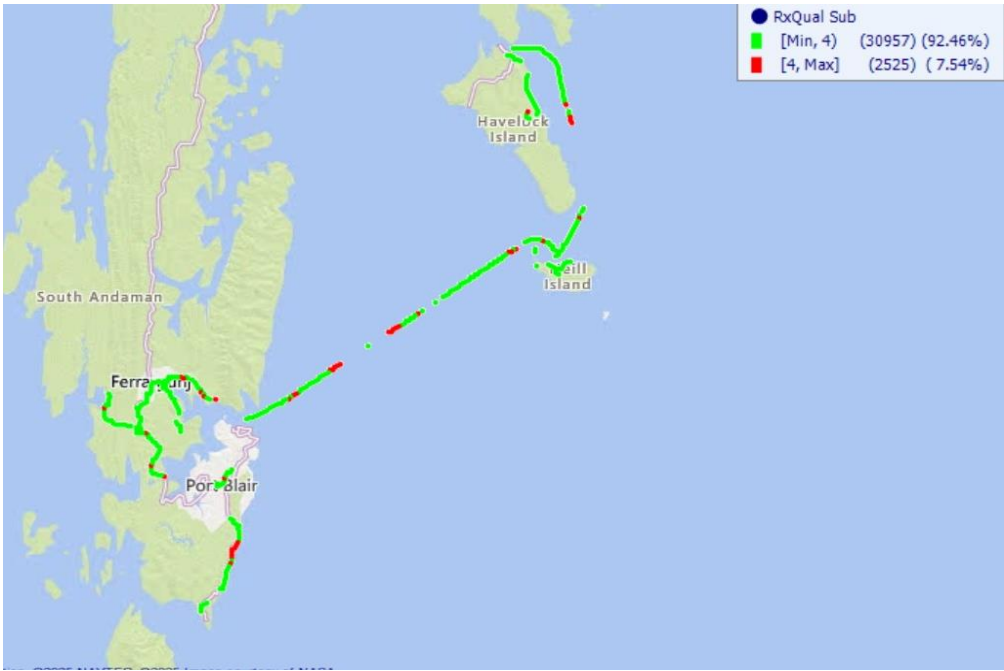 RxQual Sub
[Min, 4) (30957) (92.46%)
[4, Max] (2525) ( 7.54%)
Havelock
Island
Neill
Island
South Andaman
Port Blair